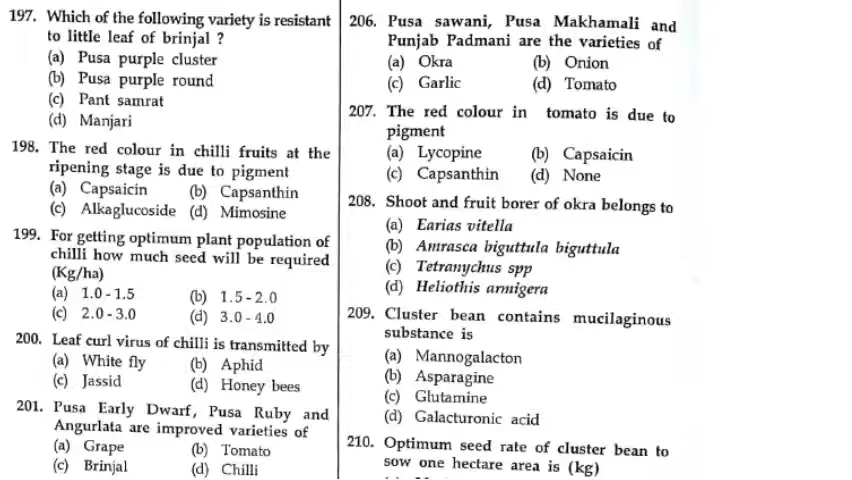 197. Which of the following variety is resistant
to little leaf of brinjal ?
(a) Pusa purple cluster
(b) Pusa purple round
(c) Pant samrat
(d) Manjari
198. The red colour in chilli fruits at the
ripening stage is due to pigment
(a) Capsaicin (b) Capsanthin
(c) Alkaglucoside (d) Mimosine
199. For getting optimum plant population of
chilli how much seed will be required
(Kg/ha)
(a) 1.0 - 1.5 (b) 1.5 - 2.0
(c) 2.0 - 3.0 (d) 3.0 - 4.0
200. Leaf curl virus of chilli is transmitted by
(a) White fly (b) Aphid
(c) Jassid (d) Honey bees
201. Pusa Early Dwarf, Pusa Ruby and
Angurlata are improved varieties of
(a) Grape (b) Tomato
(c) Brinjal (d) Chilli
206. Pusa sawani, Pusa Makhamali and
Punjab Padmani are the varieties of
(a) Okra (b) Onion
(c) Garlic (d) Tomato
207. The red colour in tomato is due to
pigment
(a) Lycopine (b) Capsaicin
(c) Capsanthin (d) None
208. Shoot and fruit borer of okra belongs to
(a) Earias vitella
(b) Amrasca biguttula biguttula
(c) Tetranychus spp
(d) Heliothis armigera
209. Cluster bean contains mucilaginous
substance is
(a) Mannogalacton
(b) Asparagine
(c) Glutamine
(d) Galacturonic acid
210. Optimum seed rate of cluster bean to
sow one hectare area is (kg)